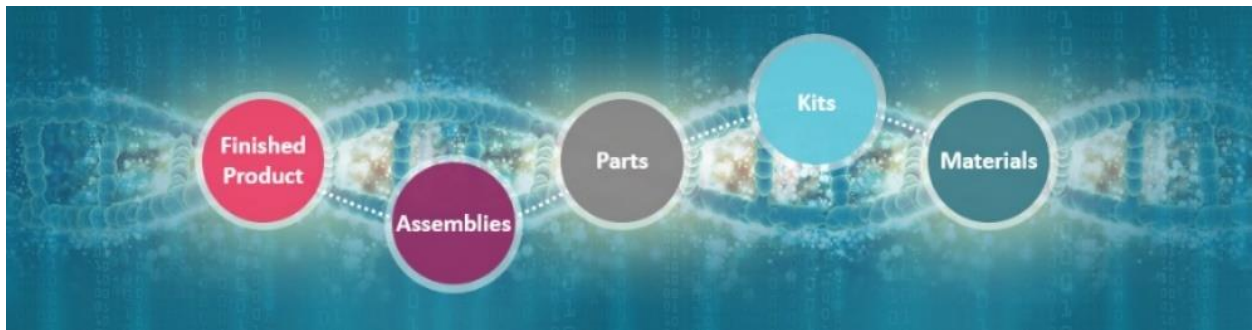 Finished
Product
Assemblies
Parts
Kits
Materials